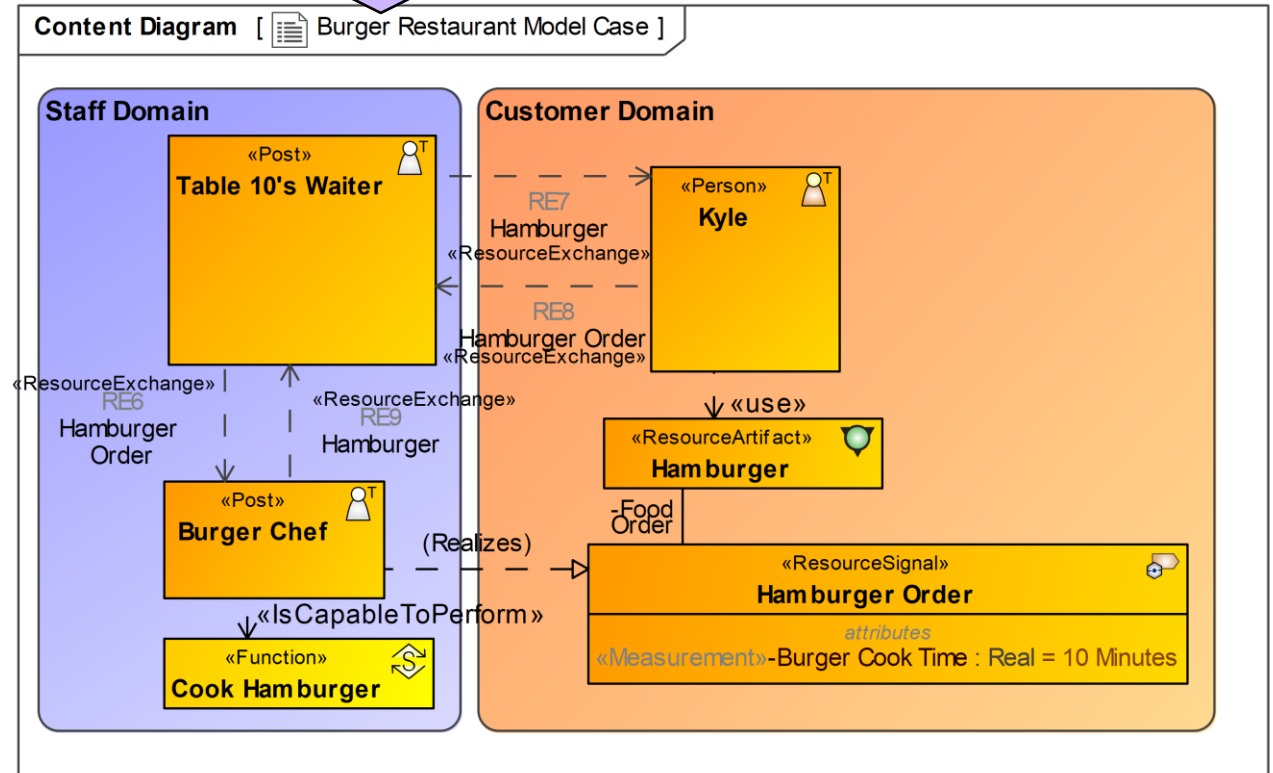 Content Diagram [ Burger Restaurant Model Case ]
Staff Domain
«Post»
T
Table 10's Waiter
Customer Domain
«Person»
T
Kyle
RE7
Hamburger
«ResourceExchange»
RE8
Hamburger Order
«ResourceExchange»
«ResourceExchange»
RE6
Hamburger
Order
«ResourceExchange»
RE9
Hamburger
«use»
«ResourceArtifact»
Hamburger
-Food
Order
«Post»
T
Burger Chef
(Realizes)
«ResourceSignal»
Hamburger Order
attributes
«Measurement»-Burger Cook Time : Real = 10 Minutes
«IsCapableToPerform»
«Function»
S
Cook Hamburger